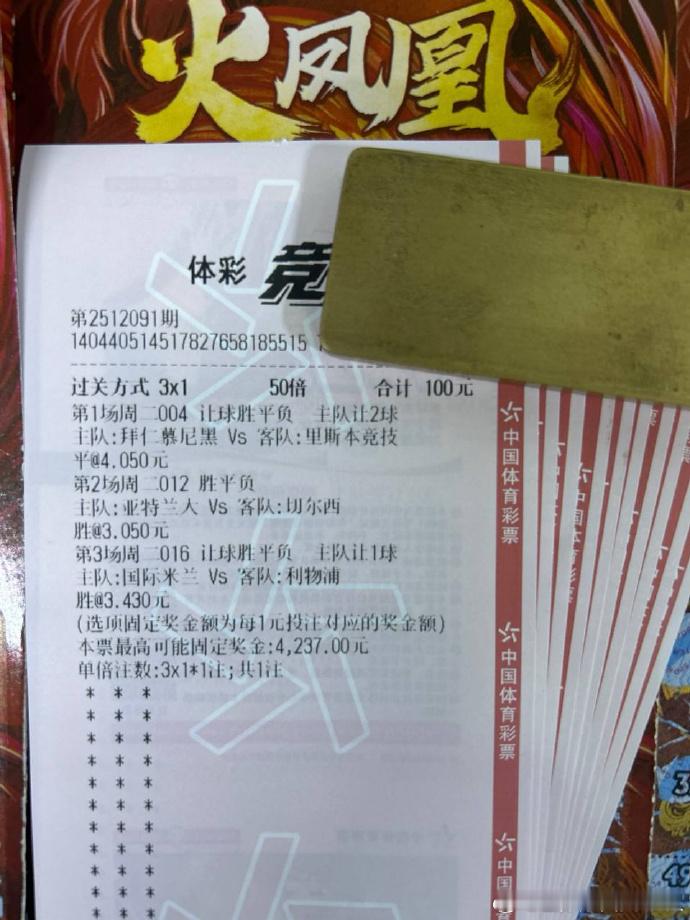 火凤凰
体彩 竞
第2512091期
140440514517827658185515 1
过关方式 3x1 50倍 合计 100元
第1场周二004 让球胜平负 主队让2球
主队:拜仁慕尼黑 Vs 客队:里斯本竞技
平@4.050元
第2场周二012 胜平负
主队:亚特兰大 Vs 客队:切尔西
胜@3.050元
第3场周二016 让球胜平负 主队让1球
主队:国际米兰 Vs 客队:利物浦
胜@3.430元
(选项固定奖金额为每1元投注对应的奖金额)
本票最高可能固定奖金:4,237.00元
单倍注数:3x1*1注;共1注
* * *
* * *
* * *
* * *
* * *
* * *
* * *
* * *
* * *
* * *
* * *
中国体育彩票
中国体育彩票
中国体
中国体育彩票
3
49